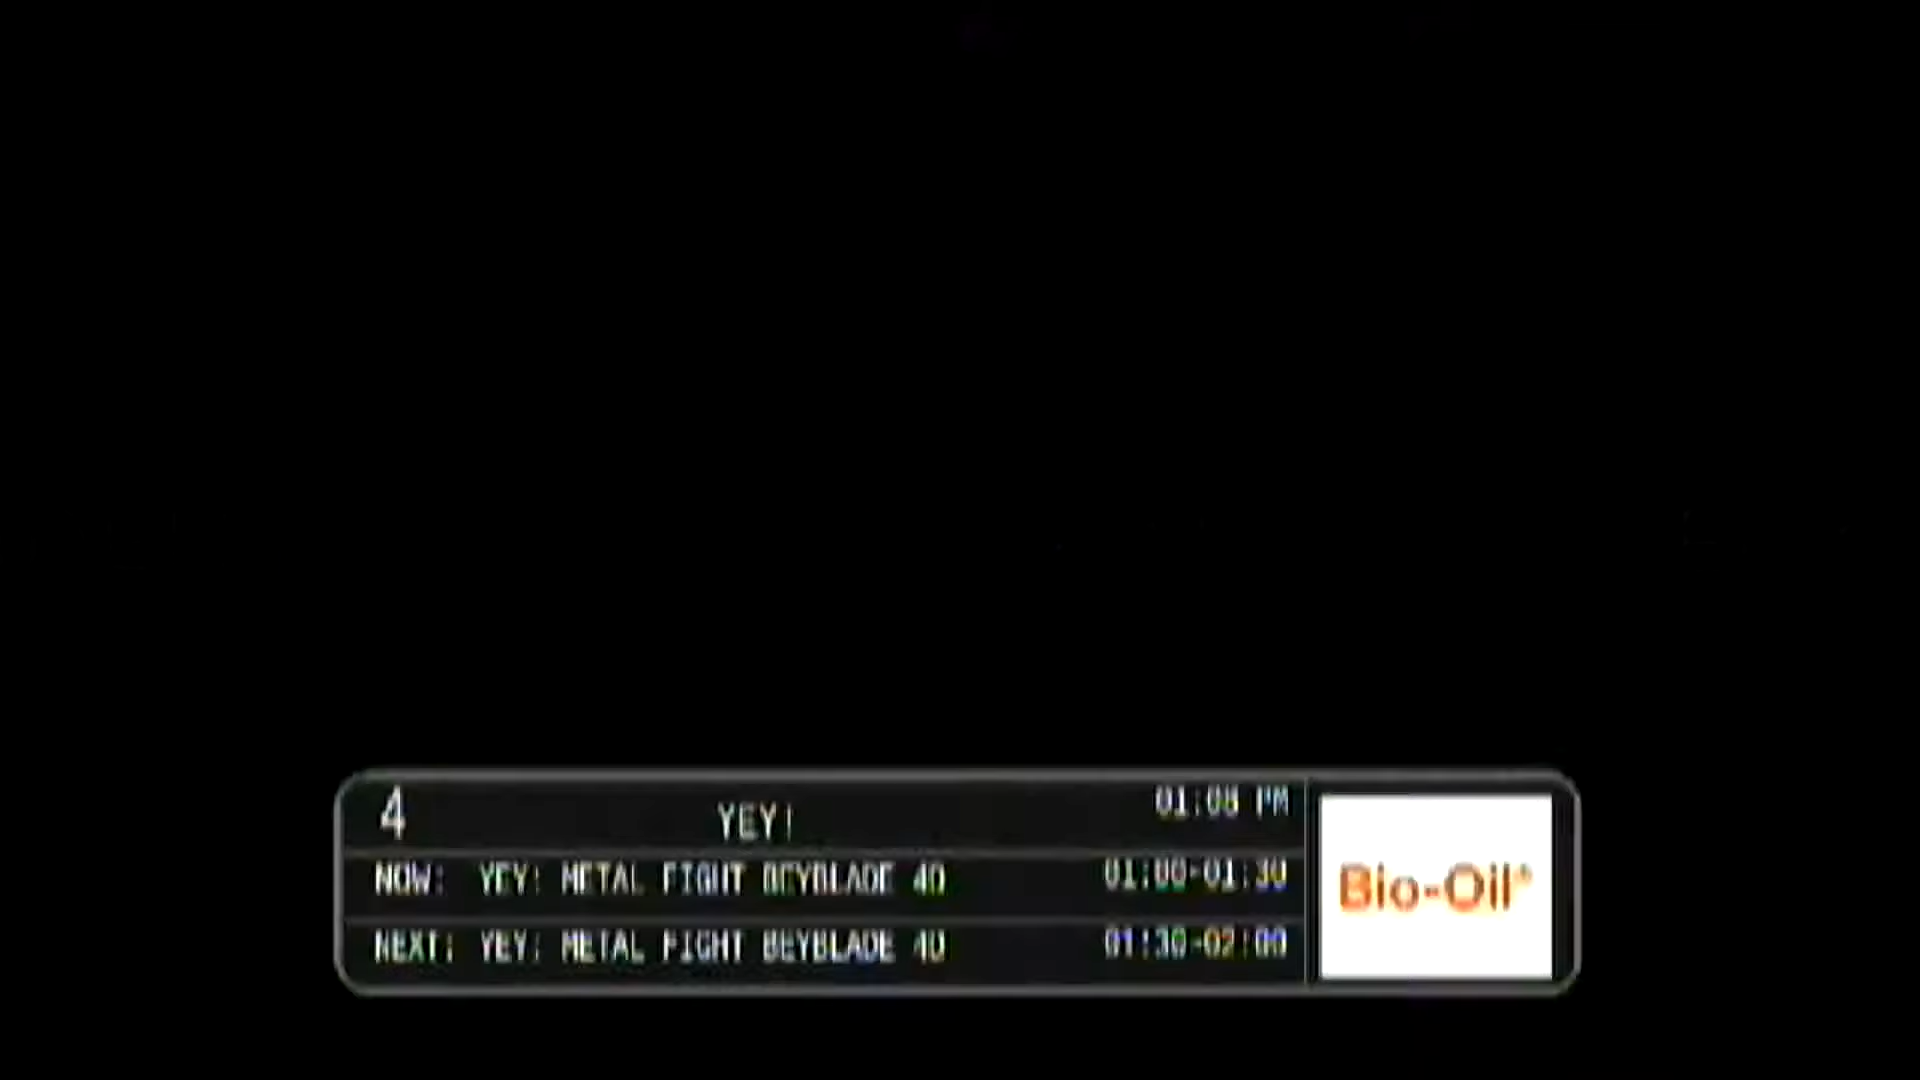 4
YEY!
01:08 PM
NOW: YEY: METAL FIGHT BEYBLADE 4D
01:00-01:30
NEXT: YEY: METAL FIGHT BEYBLADE 4D
01:30-02:00
Bio-Oil®